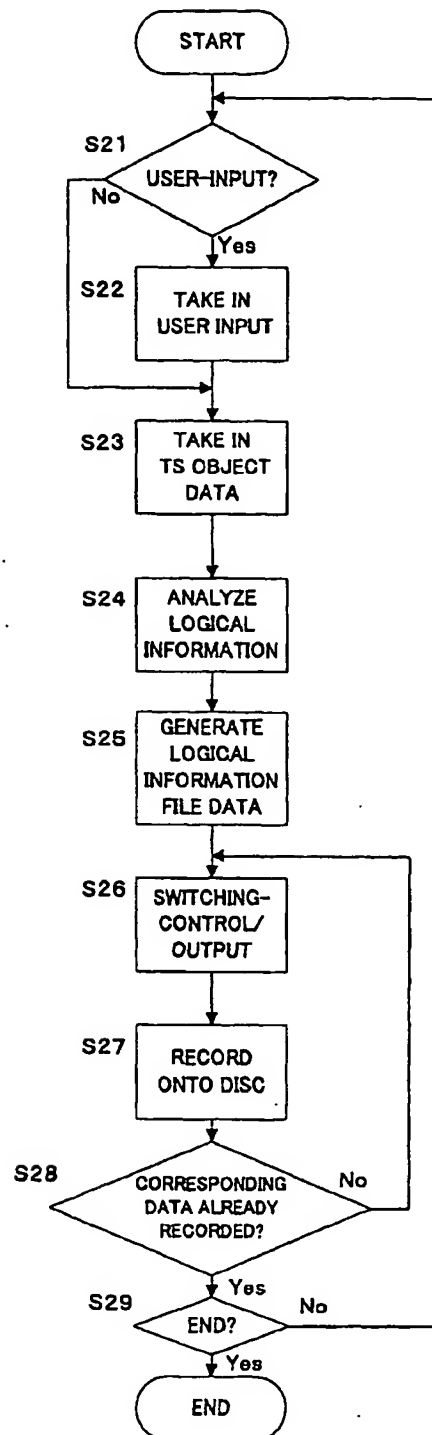 START
S21
USER-INPUT?
No
Yes
S22
TAKE IN
USER INPUT
S23
TAKE IN
TS OBJECT
DATA
S24
ANALYZE
LOGICAL
INFORMATION
S25
GENERATE
LOGICAL
INFORMATION
FILE DATA
S26
SWITCHING-
CONTROL/
OUTPUT
S27
RECORD
ONTO DISC
S28
CORRESPONDING
DATA ALREADY
RECORDED?
No
Yes
S29
END?
No
Yes
END